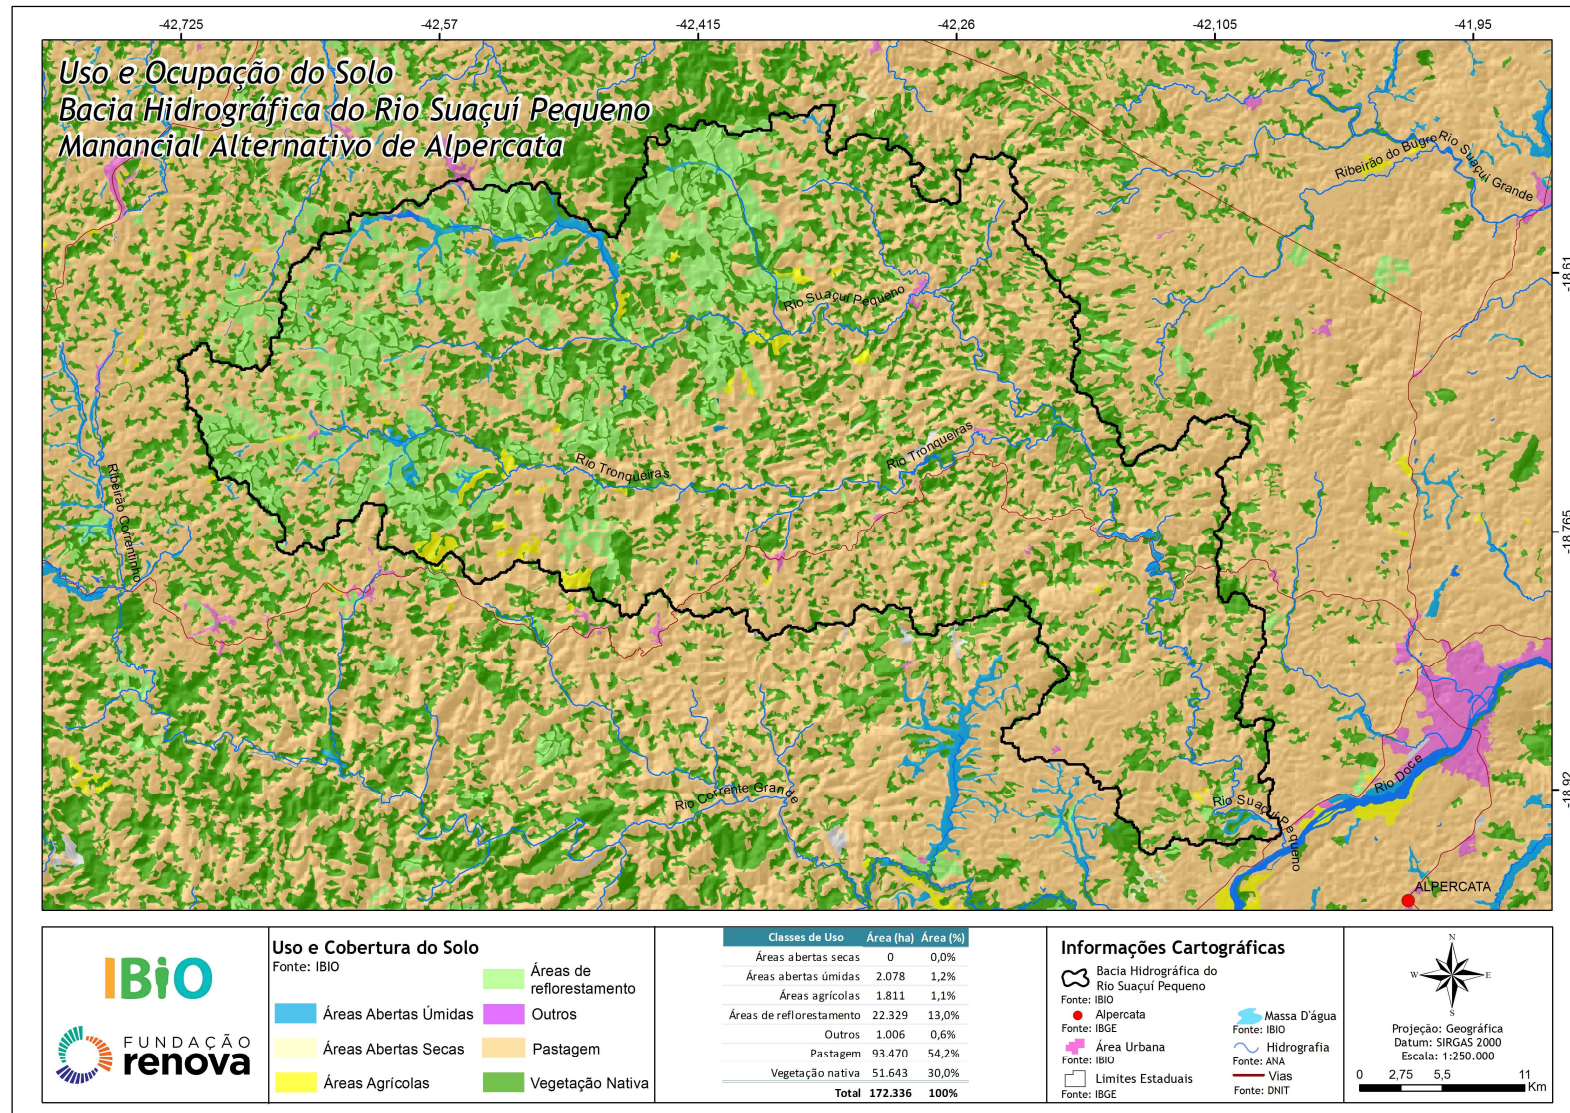 -42,725
-42,57
-42,415
-42,26
-42,105
-41,95
Uso e Ocupação do Solo
Bacia Hidrográfica do Rio Suaçuí Pequeno
Manancial Alternativo de Alpercata
Ribeirão do Bugre
Rio Suaçuí Grande
-18,61
Rio Suaçuí Pequeno
Rio Tronqueiras
Rio Tronqueiras
Ribeirão Correntinho
-18,765
Rio Doce
-18,92
Rio Corrente Grande
Rio Suaçuí Pequeno
ALPERCATA
IBiO
FUNDAÇÃO
renova
Uso e Cobertura do Solo
Fonte: IBIO
Áreas Abertas Úmidas
Áreas Abertas Secas
Áreas Agrícolas
Áreas de
reflorestamento
Outros
Pastagem
Vegetação Nativa
Classes de Uso Área (ha) Área (%)
Áreas abertas secas 0 0,0%
Áreas abertas úmidas 2.078 1,2%
Áreas agrícolas 1.811 1,1%
Áreas de reflorestamento 22.329 13,0%
Outros 1.006 0,6%
Pastagem 93.470 54,2%
Vegetação nativa 51.643 30,0%
Total 172.336 100%
Informações Cartográficas
Bacia Hidrográfica do
Rio Suaçuí Pequeno
Fonte: IBIO
Alpercata
Fonte: IBGE
Área Urbana
Fonte: IBIO
Limites Estaduais
Fonte: IBGE
Massa D'água
Fonte: IBIO
Hidrografia
Fonte: ANA
Vias
Fonte: DNIT
N
W E
S
Projeção: Geográfica
Datum: SIRGAS 2000
Escala: 1:250.000
0 2,75 5,5 11
Km